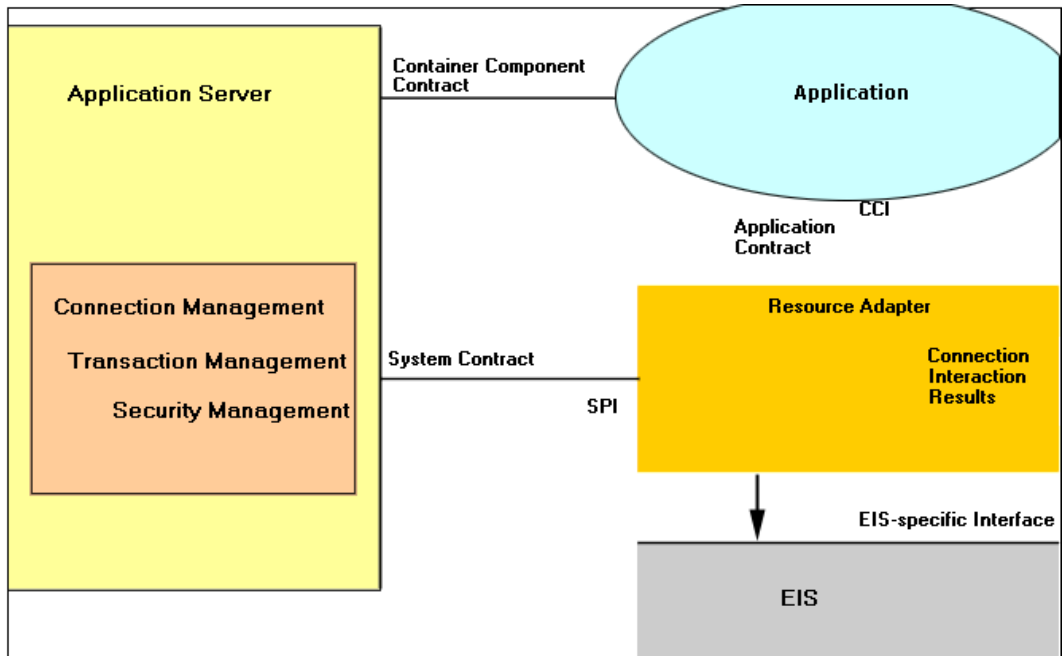 Application Server
Container Component
Contract
Application
CCI
Application
Contract
Connection Management
Transaction Management
Security Management
System Contract
SPI
Resource Adapter
Connection
Interaction
Results
EIS-specific Interface
EIS